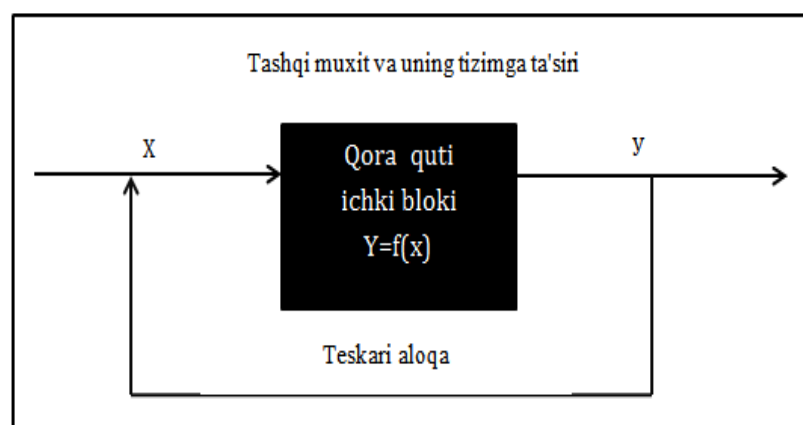 Tashqi muxit va uning tizimga ta'siri
X
y
Qora quti
ichki bloki
Y=f(x)
Teskari aloqa